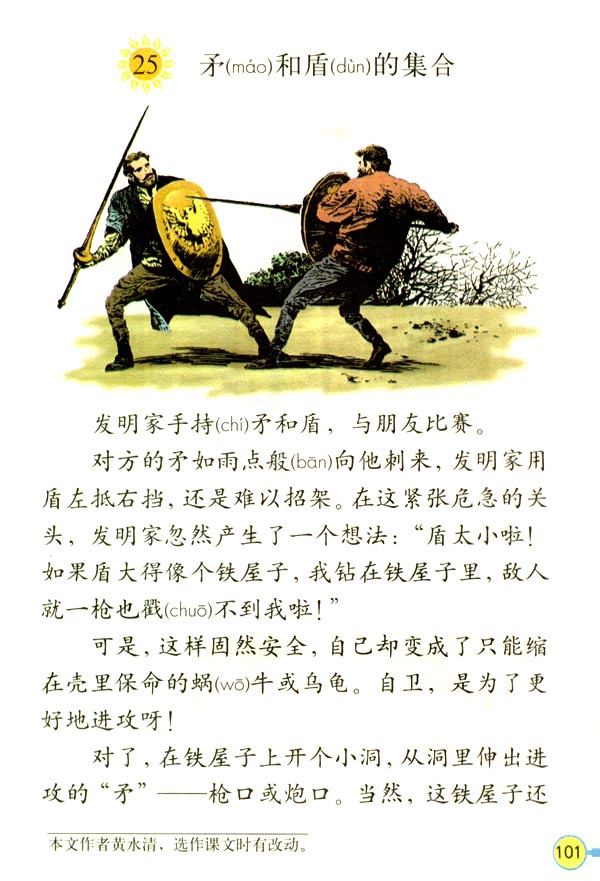 25 矛(máo)和盾(dùn)的集合
发明家手持(chí)矛和盾，与朋友比赛。
对方的矛如雨点般(bān)向他刺来，发明家用
盾左抵右挡，还是难以招架。在这紧张危急的关
头，发明家忽然产生了一个想法：“盾太小啦！
如果盾大得像个铁屋子，我钻在铁屋子里，敌人
就一枪也戳(chuō)不到我啦！”
可是，这样固然安全，自己却变成了只能缩
在壳里保命的蜗(wō)牛或乌龟。自卫，是为了更
好地进攻呀！
对了，在铁屋子上开个小洞，从洞里伸出进
攻的“矛”——枪口或炮口。当然，这铁屋子还
本文作者黄水清，选作课文时有改动。
101